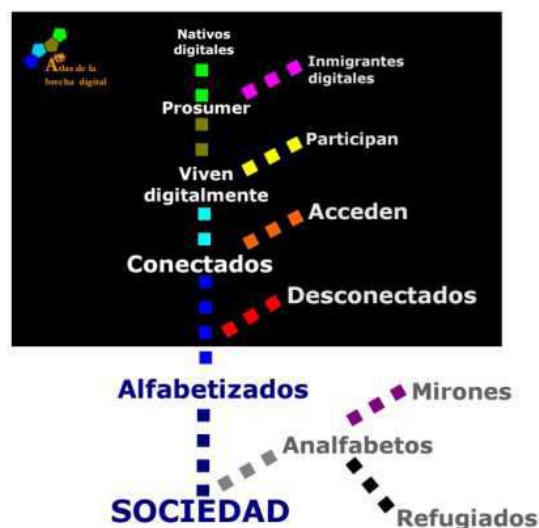 Nativos
digitales
Atlas de la
brecha digital
Inmigrantes
digitales
Prosumer
Participan
Viven
digitalmente
Acceden
Conectados
Desconectados
Alfabetizados
Mirones
Analfabetos
SOCIEDAD
Refugiados